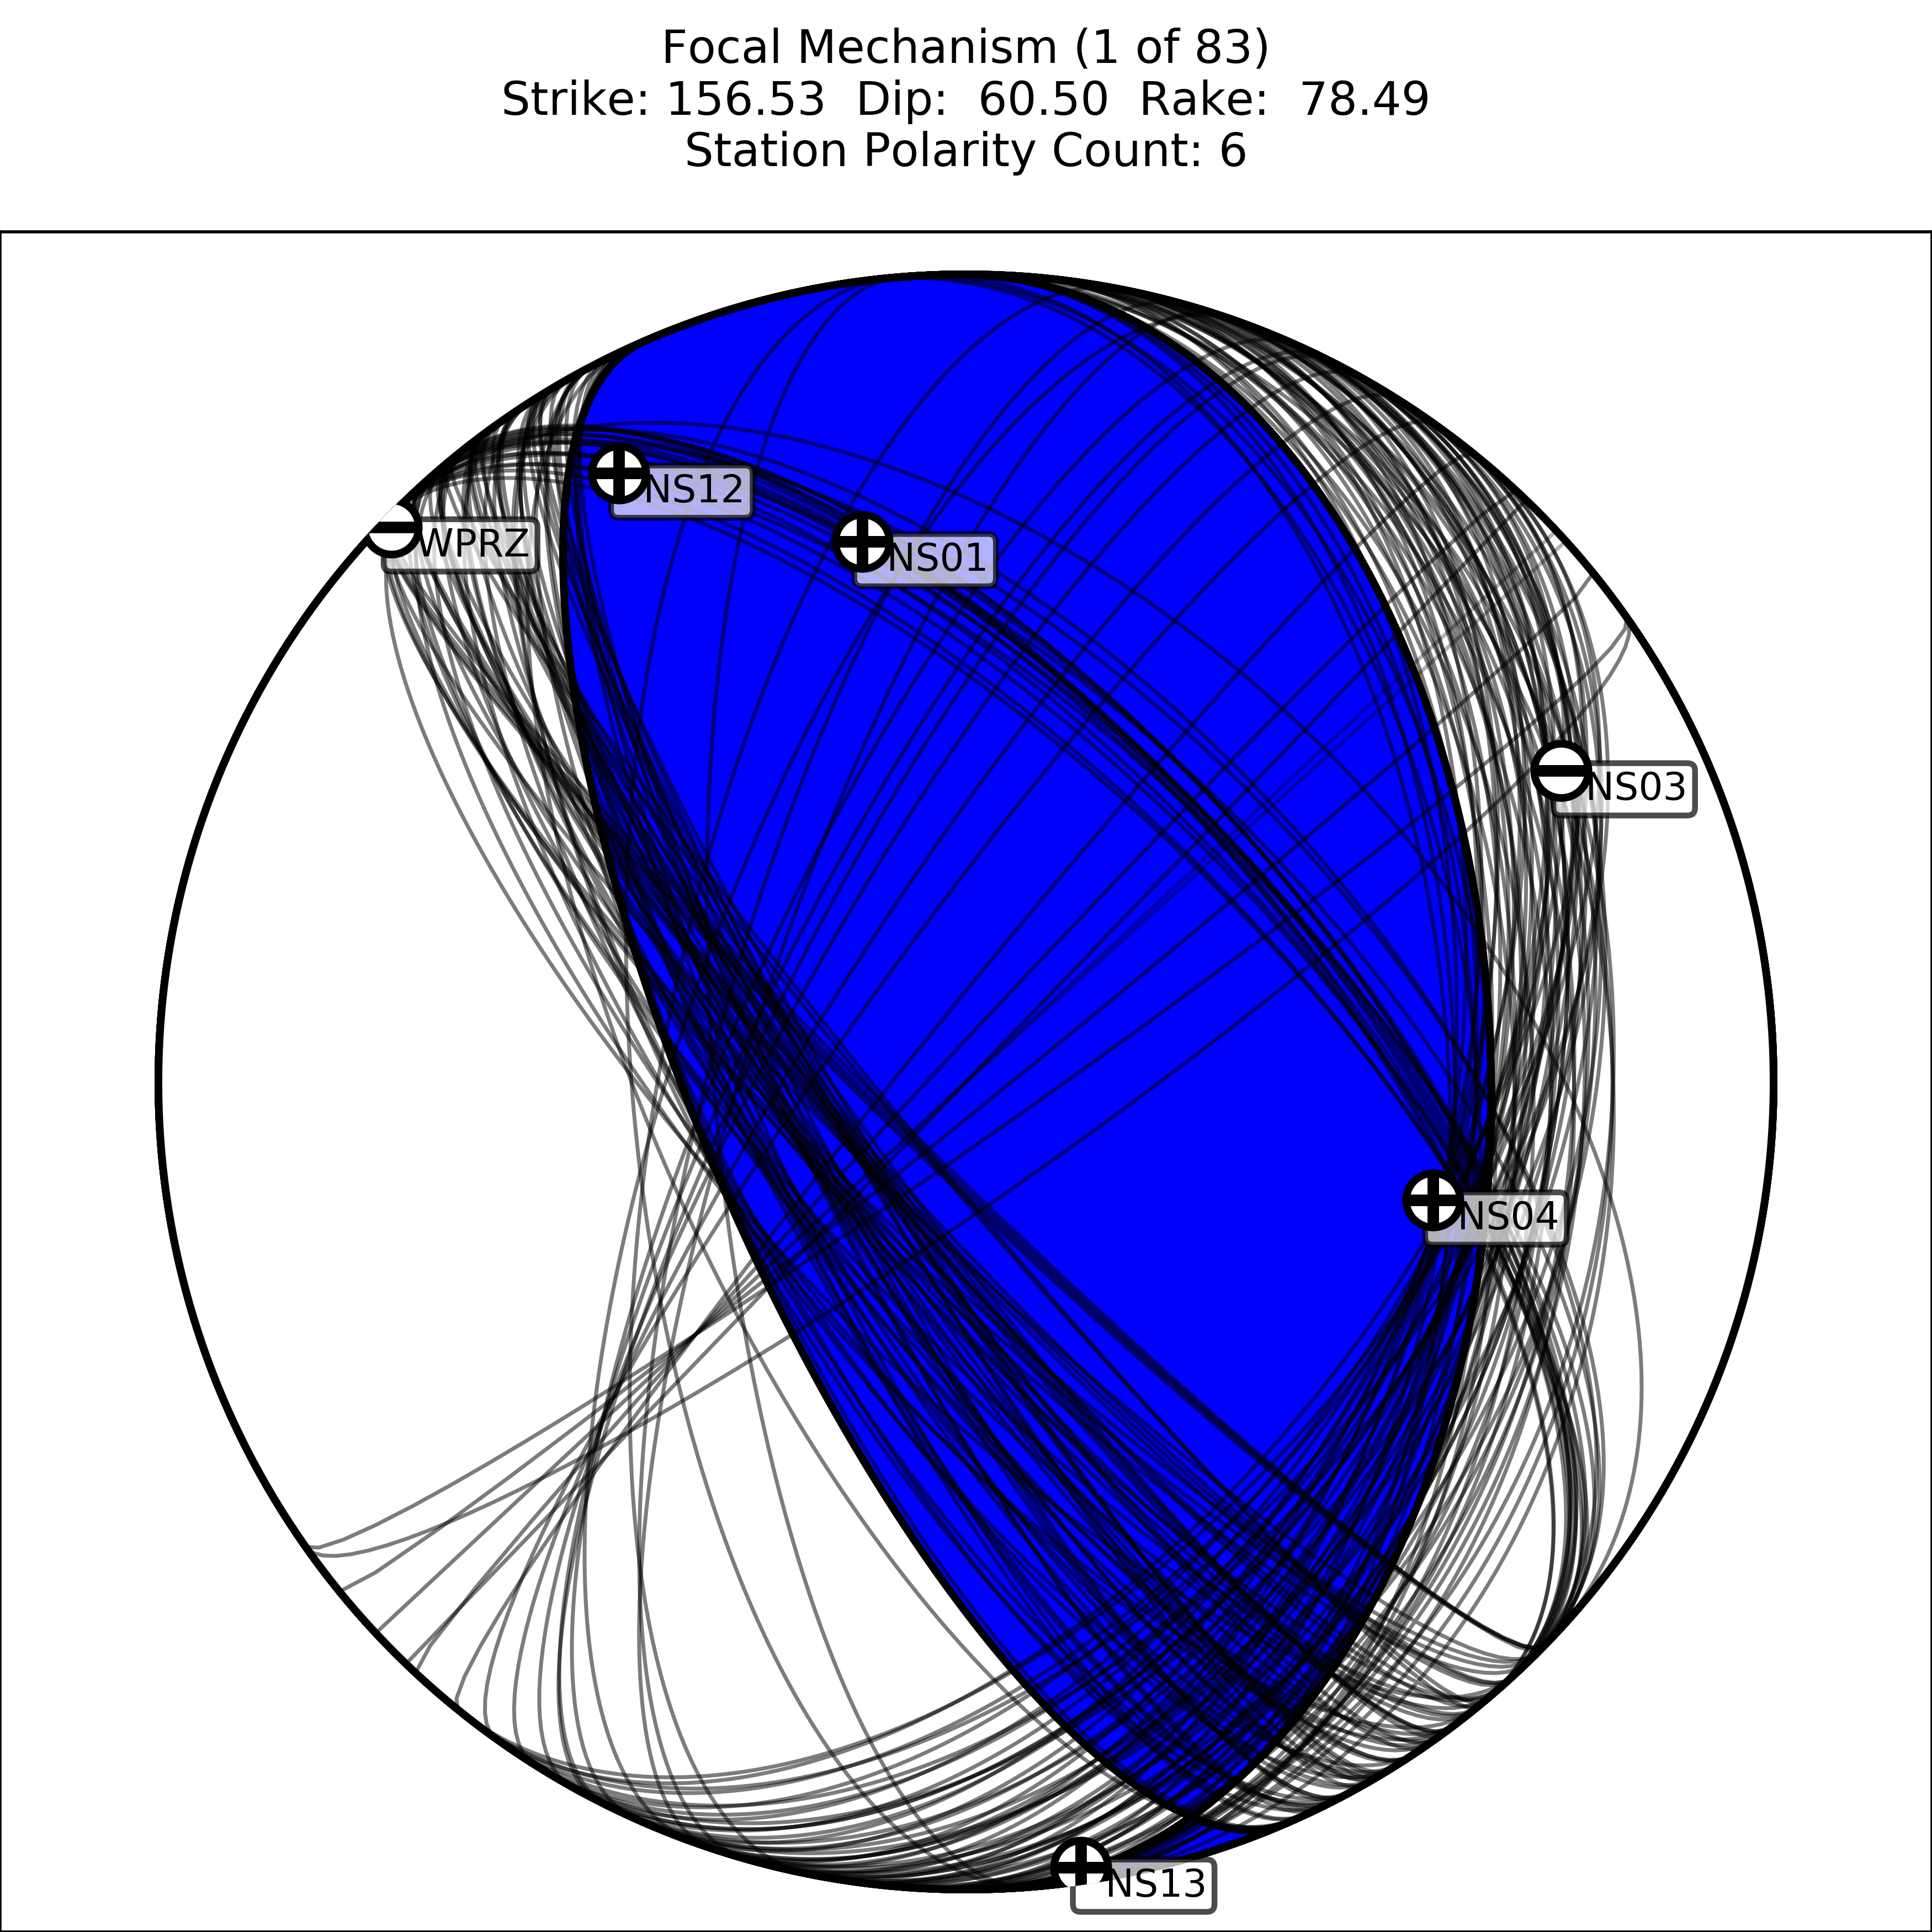 Focal Mechanism (1 of 83)
Strike: 156.53  Dip:  60.50  Rake:  78.49
Station Polarity Count: 6
NS12
WPRZ
NS01
NS03
NS04
NS13